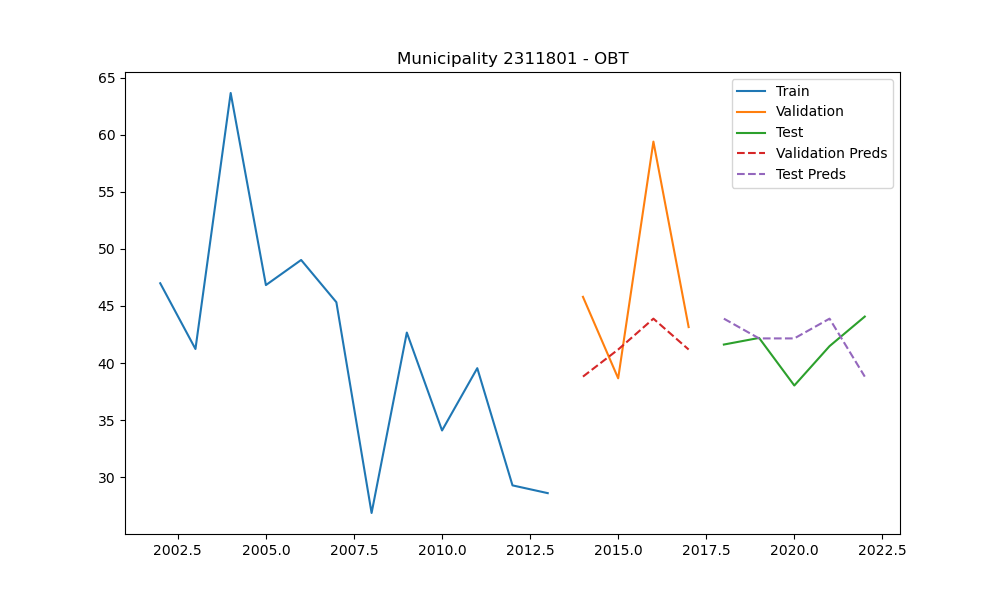 Municipality 2311801 - OBT
65
60
55
50
45
40
35
30
Train
Validation
Test
Validation Preds
Test Preds
2002.5 2005.0 2007.5 2010.0 2012.5 2015.0 2017.5 2020.0 2022.5